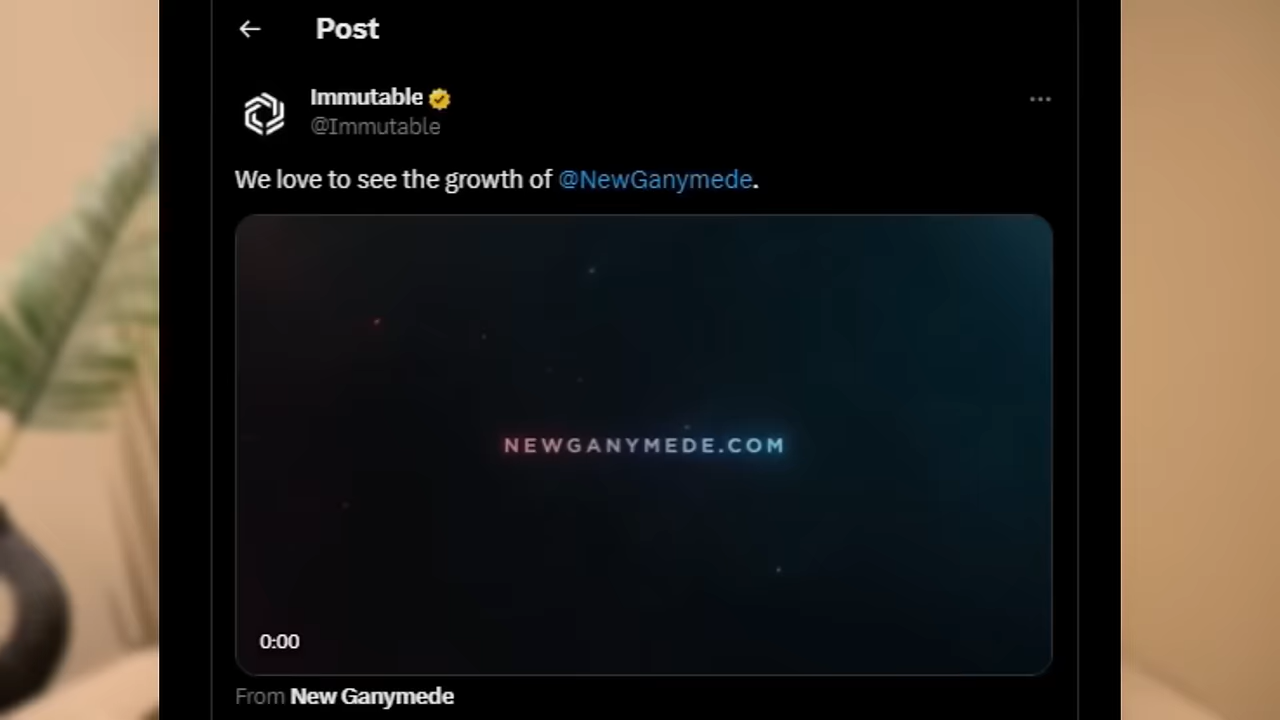 Post
Immutable
@Immutable
We love to see the growth of @NewGanymede.
NEWGANYMEDE.COM
0:00
From New Ganymede